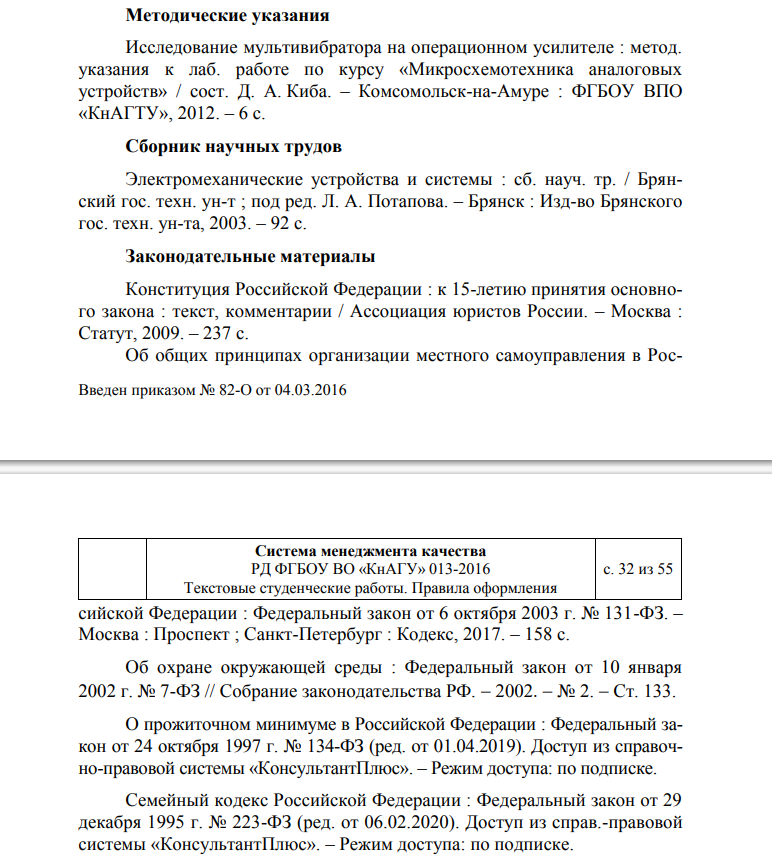 Методические указания
Исследование мультивибратора на операционном усилителе : метод.
указания к лаб. работе по курсу «Микросхемотехника аналоговых
устройств» / сост. Д. А. Киба. – Комсомольск-на-Амуре : ФГБОУ ВПО
«КнАГТУ», 2012. – 6 с.
Сборник научных трудов
Электромеханические устройства и системы : сб. науч. тр. / Брян-
ский гос. техн. ун-т ; под ред. Л. А. Потапова. – Брянск : Изд-во Брянского
гос. техн. ун-та, 2003. – 92 с.
Законодательные материалы
Конституция Российской Федерации : к 15-летию принятия основно-
го закона : текст, комментарии / Ассоциация юристов России. – Москва :
Статут, 2009. – 237 с.
Об общих принципах организации местного самоуправления в Рос-
Введен приказом № 82-О от 04.03.2016
Система менеджмента качества
РД ФГБОУ ВО «КнАГУ» 013-2016
Текстовые студенческие работы. Правила оформления
с. 32 из 55
сийской Федерации : Федеральный закон от 6 октября 2003 г. № 131-ФЗ. –
Москва : Проспект ; Санкт-Петербург : Кодекс, 2017. – 158 с.
Об охране окружающей среды : Федеральный закон от 10 января
2002 г. № 7-ФЗ // Собрание законодательства РФ. – 2002. – № 2. – Ст. 133.
О прожиточном минимуме в Российской Федерации : Федеральный за-
кон от 24 октября 1997 г. № 134-ФЗ (ред. от 01.04.2019). Доступ из справоч-
но-правовой системы «КонсультантПлюс». – Режим доступа: по подписке.
Семейный кодекс Российской Федерации : Федеральный закон от 29
декабря 1995 г. № 223-ФЗ (ред. от 06.02.2020). Доступ из справ.-правовой
системы «КонсультантПлюс». – Режим доступа: по подписке.